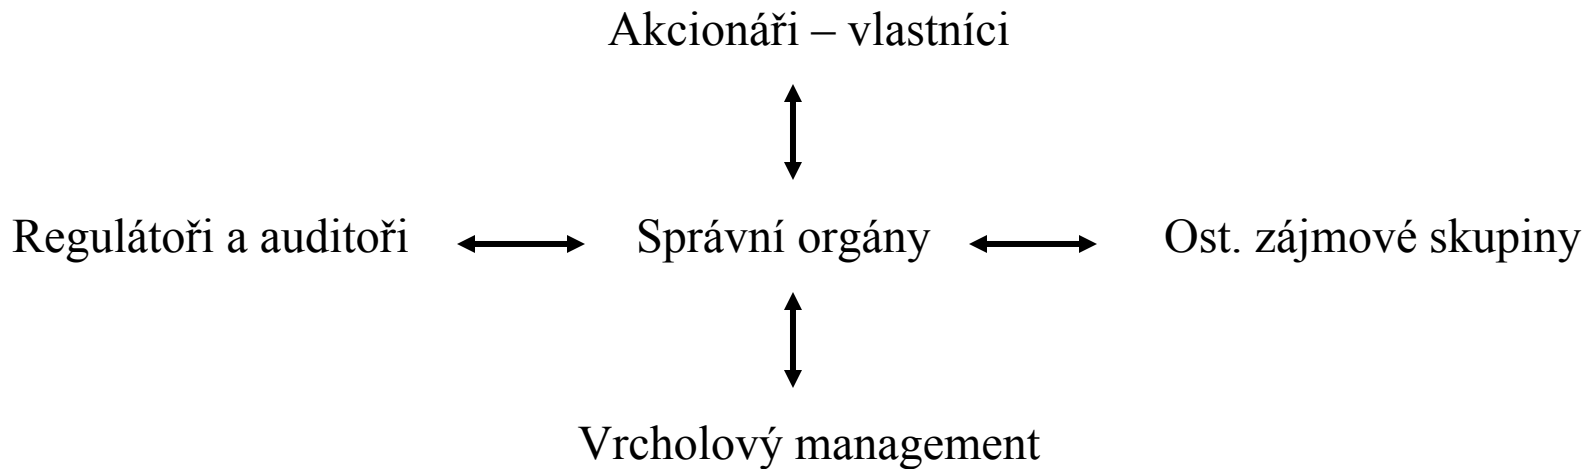 Akcionáři – vlastníci
Regulátoři a auditoři Správní orgány Ost. zájmové skupiny
Vrcholový management